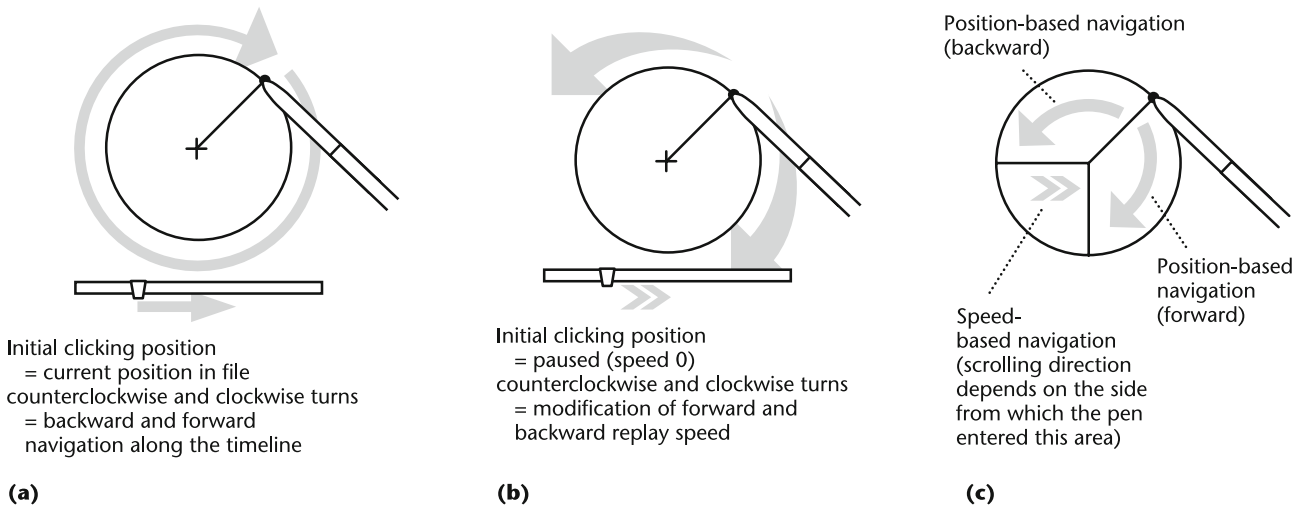 Initial clicking position
= current position in file
counterclockwise and clockwise turns
= backward and forward
navigation along the timeline
(a)
Initial clicking position
= paused (speed 0)
counterclockwise and clockwise turns
= modification of forward and
backward replay speed
(b)
Position-based navigation
(backward)
Position-based
navigation
(forward)
Speed-
based navigation
(scrolling direction
depends on the side
from which the pen
entered this area)
(c)